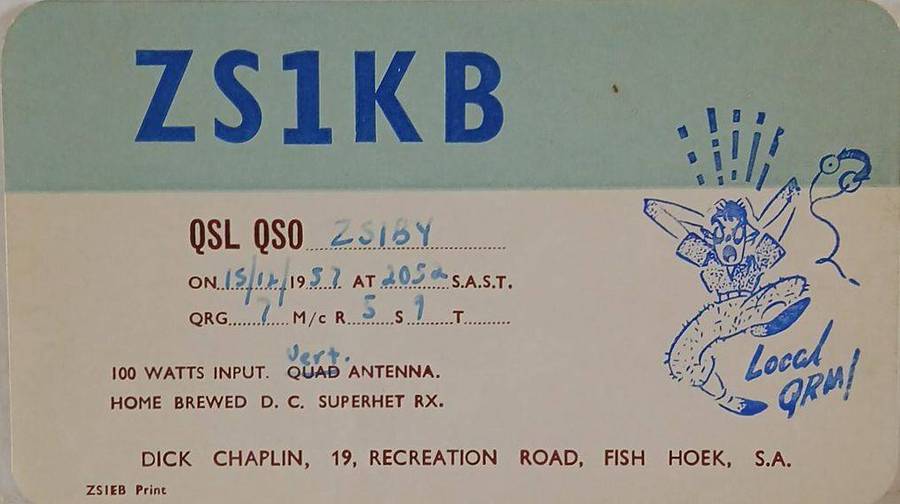 ZS1KB
QSL QSO ZS1BY
ON 15/12/1957 AT 2052 S.A.S.T.
QRG 7 M/c R 5 S 9 T
Vert.
100 WATTS INPUT. QUAD ANTENNA.
HOME BREWED D. C. SUPERHET RX.
Local
QRM!
DICK CHAPLIN, 19, RECREATION ROAD, FISH HOEK, S.A.
ZS1EB Print